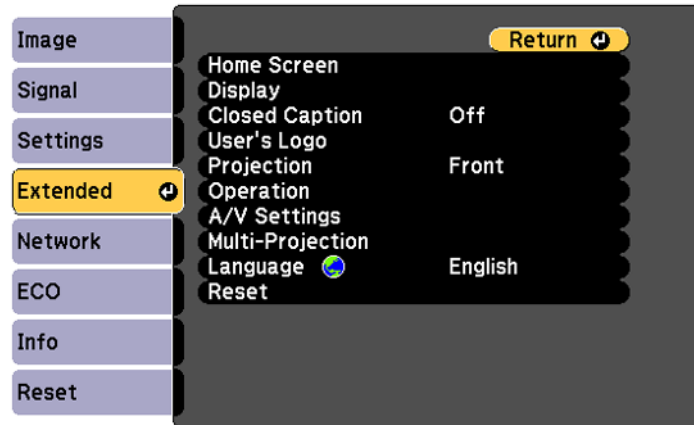 Image
Signal
Settings
Extended
Network
ECO
Info
Reset
Return
Home Screen
Display
Closed Caption Off
User's Logo
Projection Front
Operation
A/V Settings
Multi-Projection
Language English
Reset